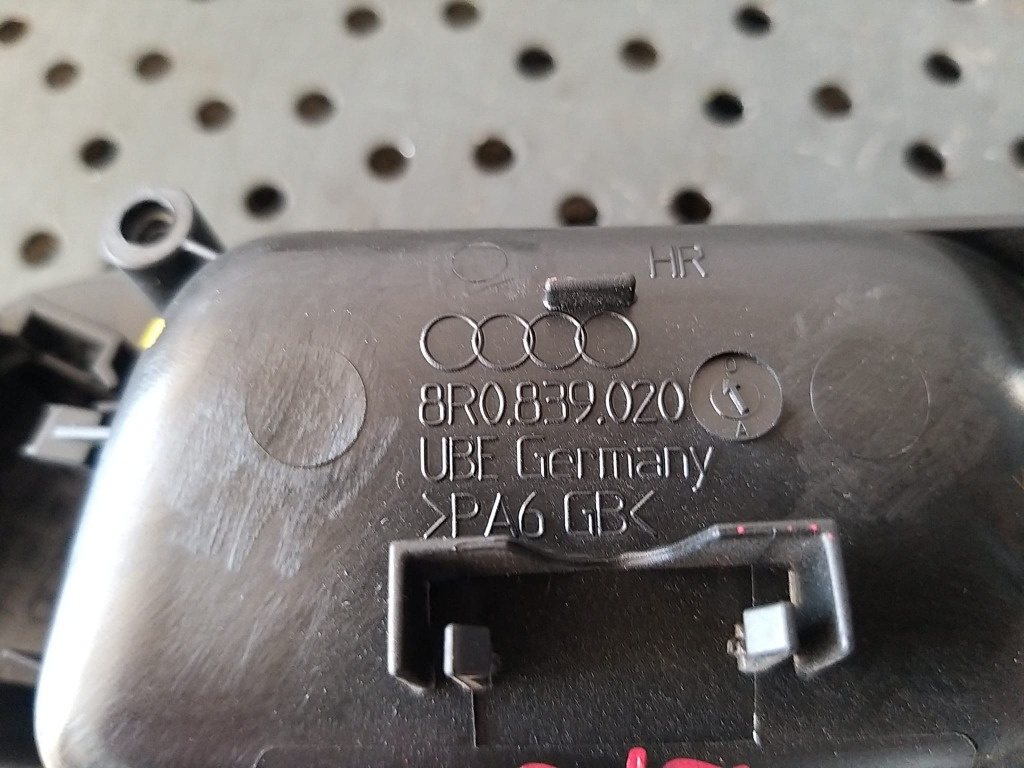 HR
8R0.839.020
UBE Germany
>PA6 GB<